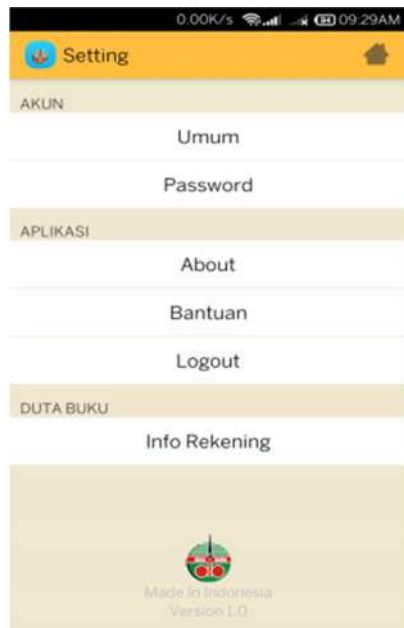 0.00K/s 09:29AM
Setting
AKUN
Umum
Password
APLIKASI
About
Bantuan
Logout
DUTA BUKU
Info Rekening
Made In Indonesia
Version 1.0